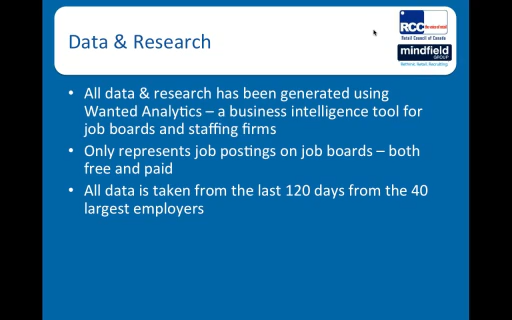 Data & Research
RCC
Retail Council of Canada
mindfield
GROUP
• All data & research has been generated using
Wanted Analytics – a business intelligence tool for
job boards and staffing firms
• Only represents job postings on job boards – both
free and paid
• All data is taken from the last 120 days from the 40
largest employers